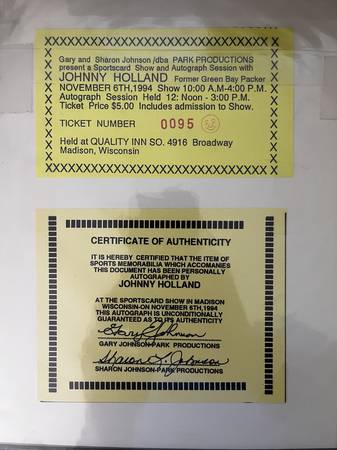 Gary and Sharon Johnson /dba PARK PRODUCTIONS
present a Sportscard Show and Autograph Session with
JOHNNY HOLLAND Former Green Bay Packer
NOVEMBER 6TH,1994 Show 10:00 A.M-4:00 P.M.
Autograph Session Held 12: Noon - 3:00 P.M.
Ticket Price $5.00 Includes admission to Show.
TICKET NUMBER 0095
Held at QUALITY INN SO. 4916 Broadway
Madison, Wisconsin
CERTIFICATE OF AUTHENTICITY
IT IS HEREBY CERTIFIED THAT THE ITEM OF
SPORTS MEMORABILIA WHICH ACCOMANIES
THIS DOCUMENT HAS BEEN PERSONALLY
AUTOGRAPHED BY
JOHNNY HOLLAND
AT THE SPORTSCARD SHOW IN MADISON
WISCONSIN-ON NOVEMBER 6TH,1994
THIS AUTOGRAPH IS UNCONDITIONALLY
GUARANTEED AS TO ITS AUTHENTICITY
Gary Johnson
GARY JOHNSON-PARK PRODUCTIONS
Sharon L. Johnson
SHARON JOHNSON-PARK PRODUCTIONS